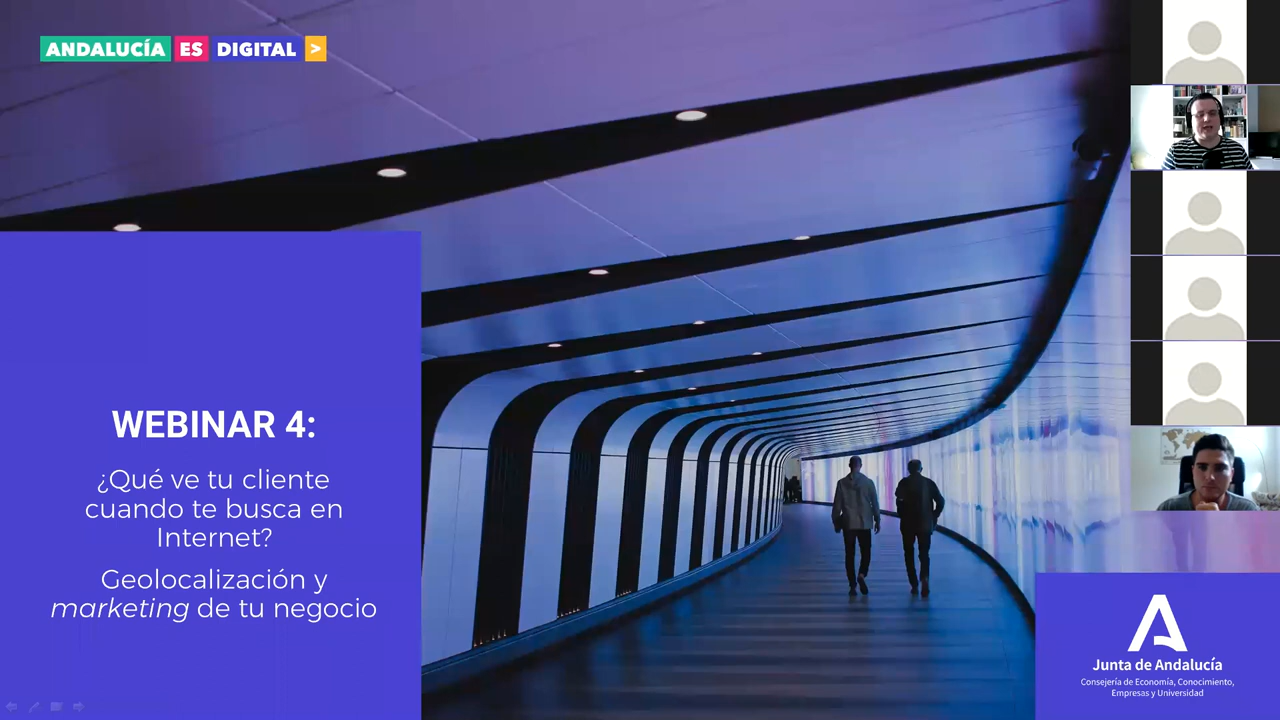 ANDALUCÍA ES DIGITAL >
WEBINAR 4:
¿Qué ve tu cliente
cuando te busca en
Internet?
Geolocalización y
marketing de tu negocio
Junta de Andalucía
Consejería de Economía, Conocimiento,
Empresas y Universidad